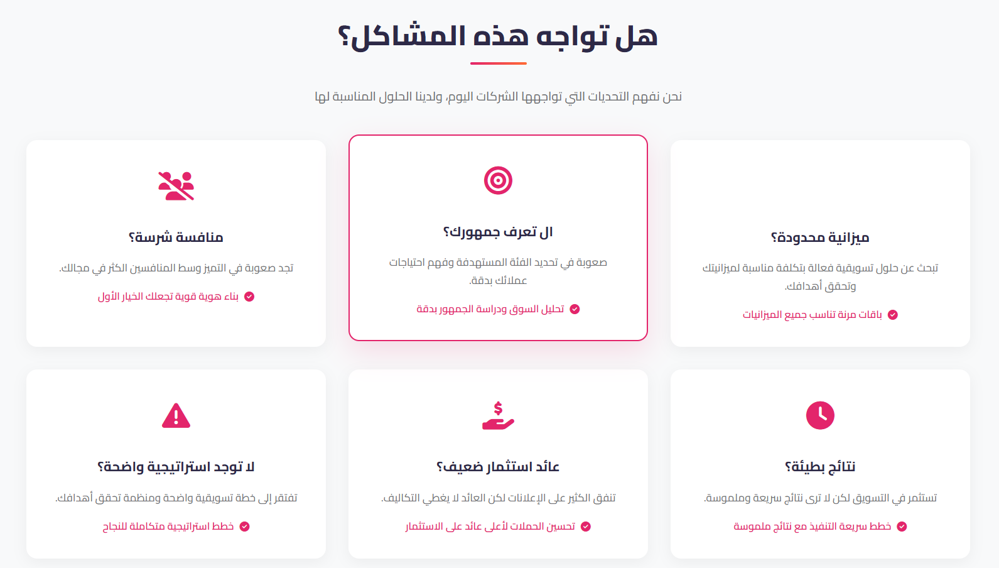 هل تواجه هذه المشاكل؟
نحن نفهم التحديات التي تواجهها الشركات اليوم، ولدينا الحلول المناسبة لها
ميزانية محدودة؟
تبحث عن حلول تسويقية فعالة بتكلفة مناسبة لميزانيتك
وتحقق أهدافك.
باقات مرنة تناسب جميع الميزانيات
ال تعرف جمهورك؟
صعوبة في تحديد الفئة المستهدفة وفهم احتياجات
عملائك بدقة.
تحليل السوق ودراسة الجمهور بدقة
منافسة شرسة؟
تجد صعوبة في التميز وسط المنافسين الكثر في مجالك.
بناء هوية قوية تجعلك الخيار الأول
نتائج بطيئة؟
تستثمر في التسويق لكن لا ترى نتائج سريعة وملموسة.
خطط سريعة التنفيذ مع نتائج ملموسة
عائد استثمار ضعيف؟
تنفق الكثير على الإعلانات لكن العائد لا يغطي التكاليف.
تحسين الحملات لأعلى عائد على الاستثمار
لا توجد استراتيجية واضحة؟
تفتقر إلى خطة تسويقية واضحة ومنظمة تحقق أهدافك.
خطط استراتيجية متكاملة للنجاح